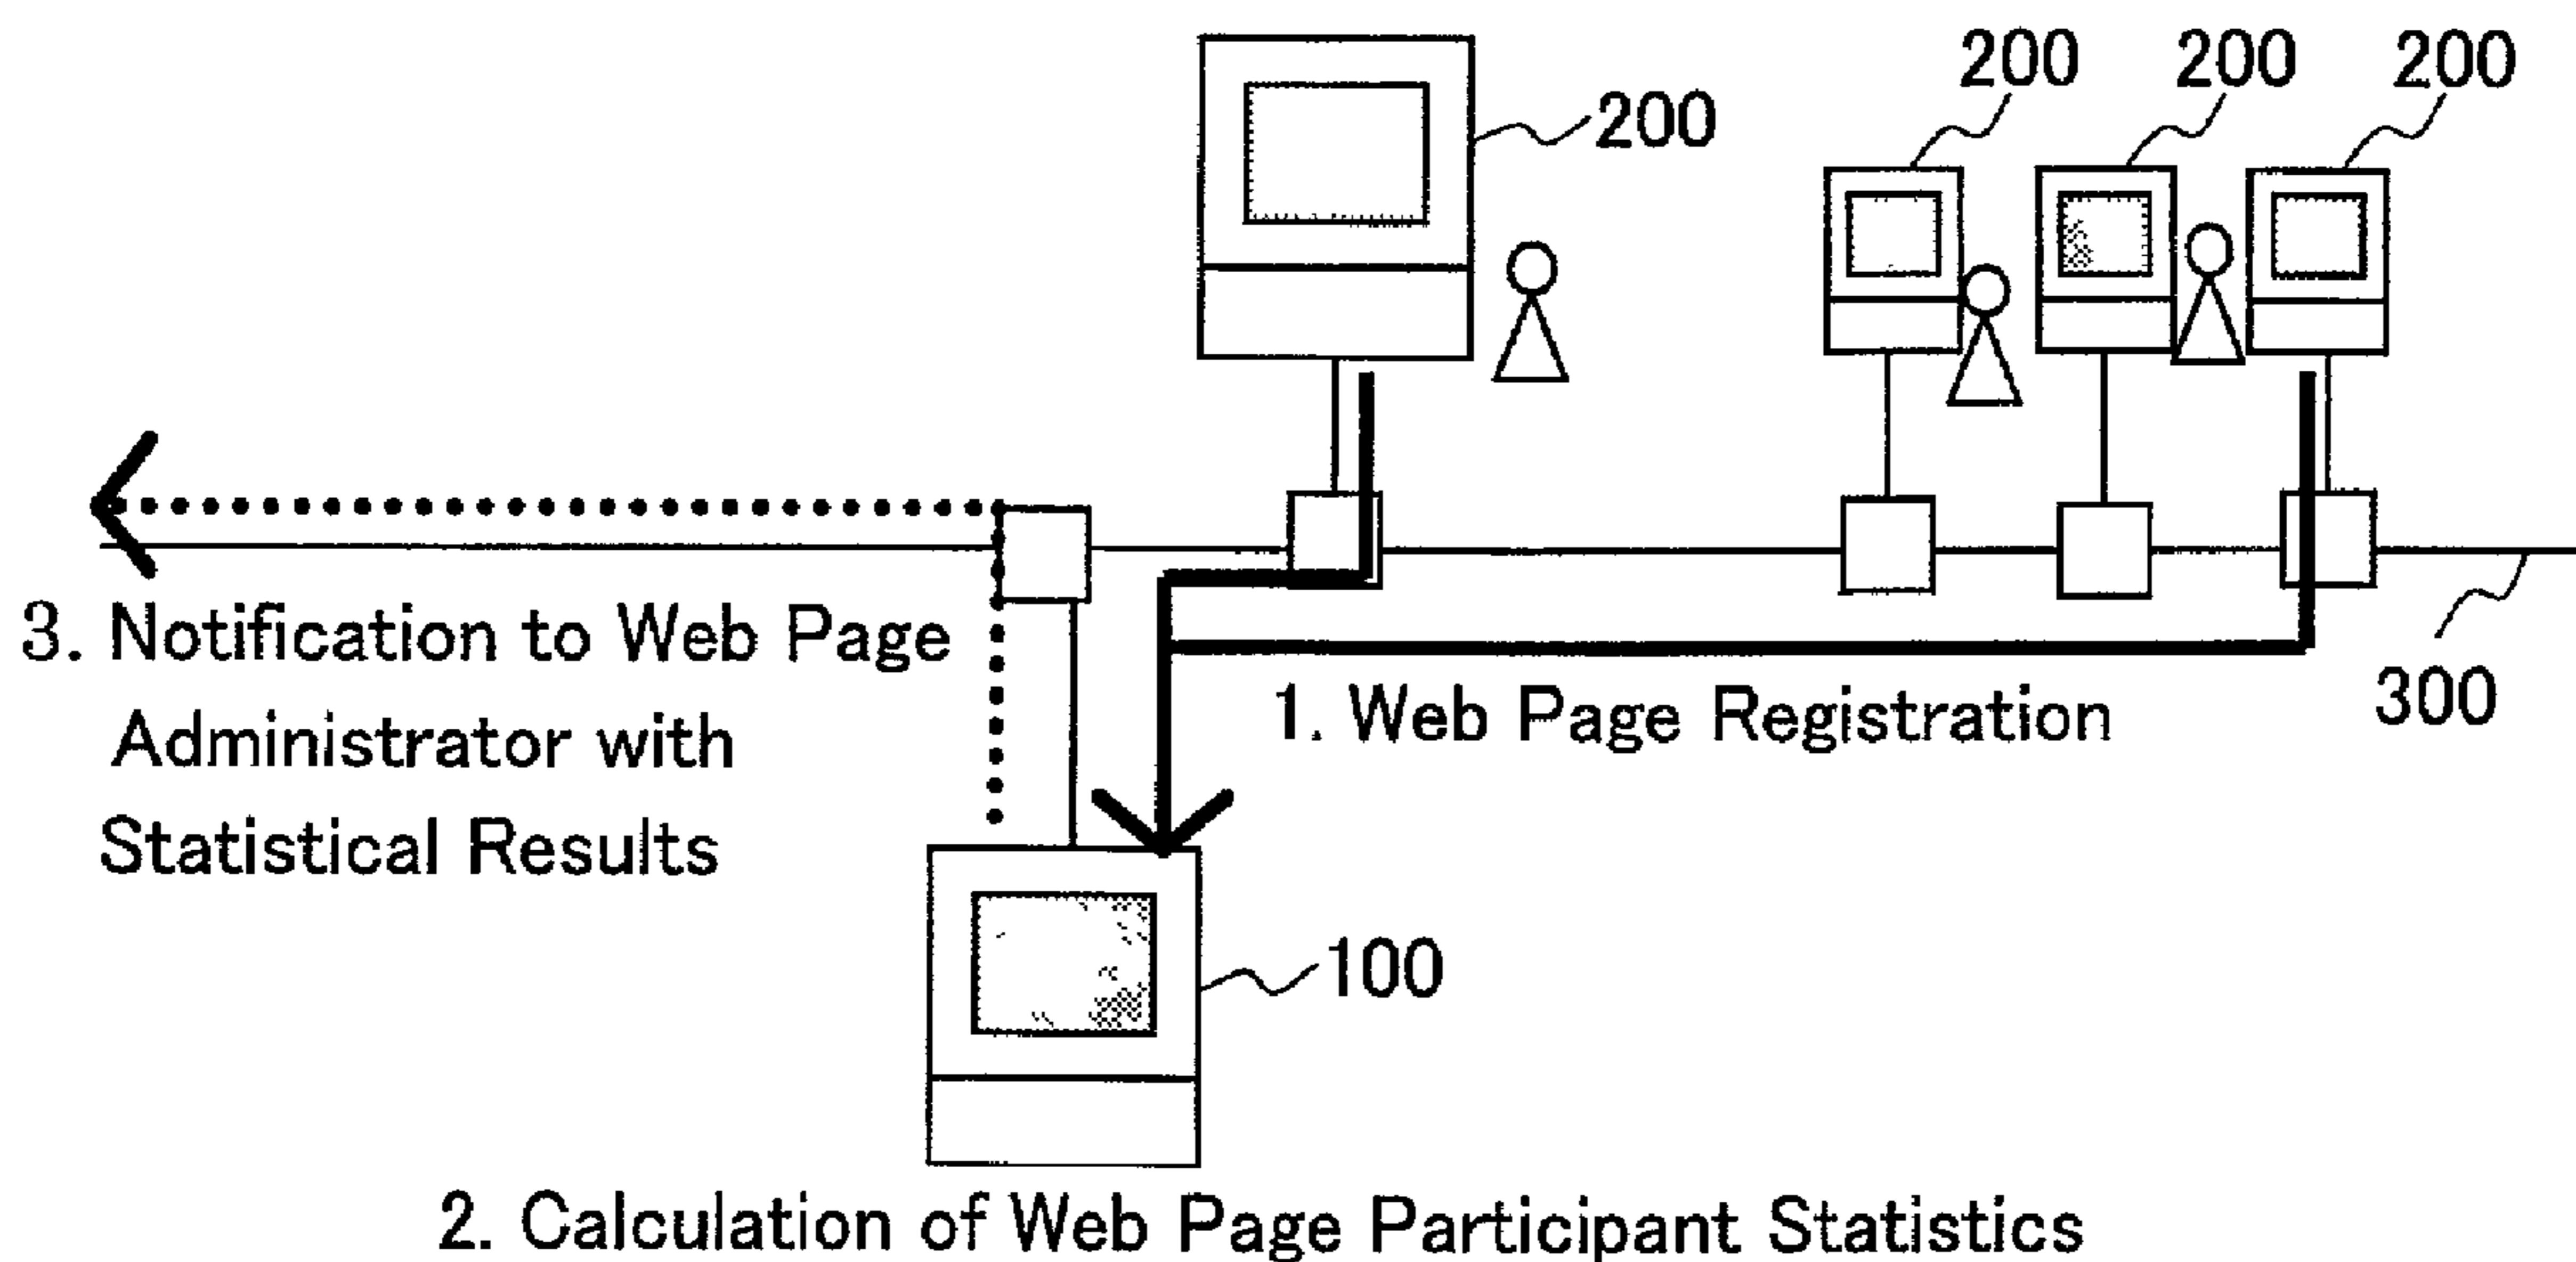 200 200 200
200
3. Notification to Web Page
Administrator with
Statistical Results
1. Web Page Registration
300
100
2. Calculation of Web Page Participant Statistics